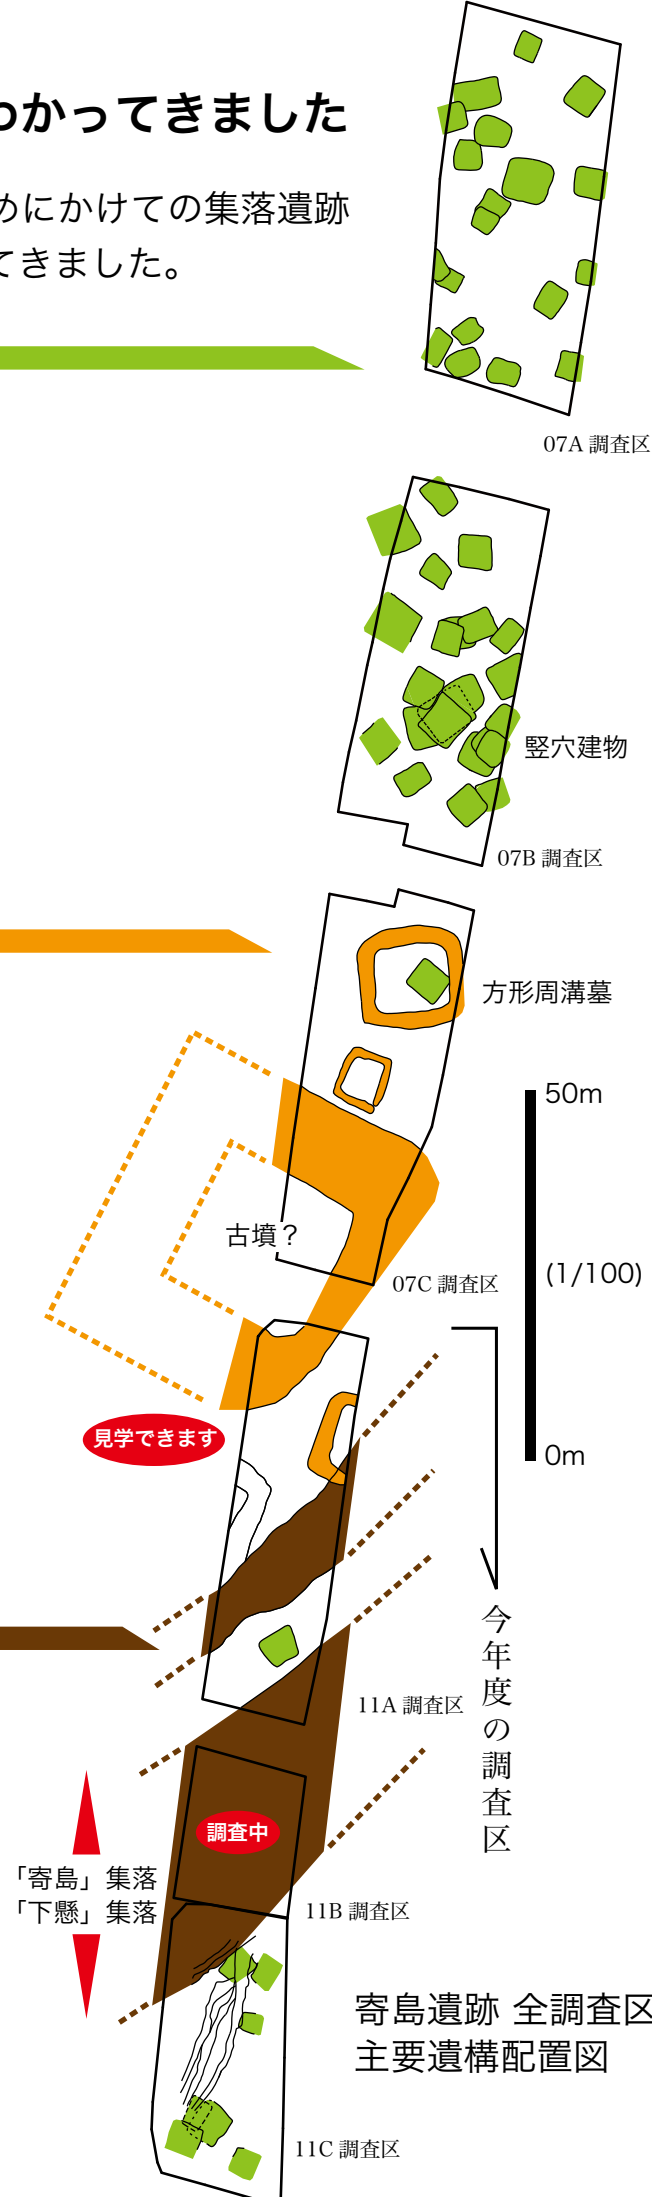 わかってきました
めにかけての集落遺跡
てきました。
07A 調査区
竪穴建物
07B 調査区
方形周溝墓
50m
古墳？
(1/100)
07C 調査区
見学できます
0m
今年度の調査区
11A 調査区
調査中
「寄島」集落
「下懸」集落
11B 調査区
寄島遺跡 全調査区
主要遺構配置図
11C 調査区